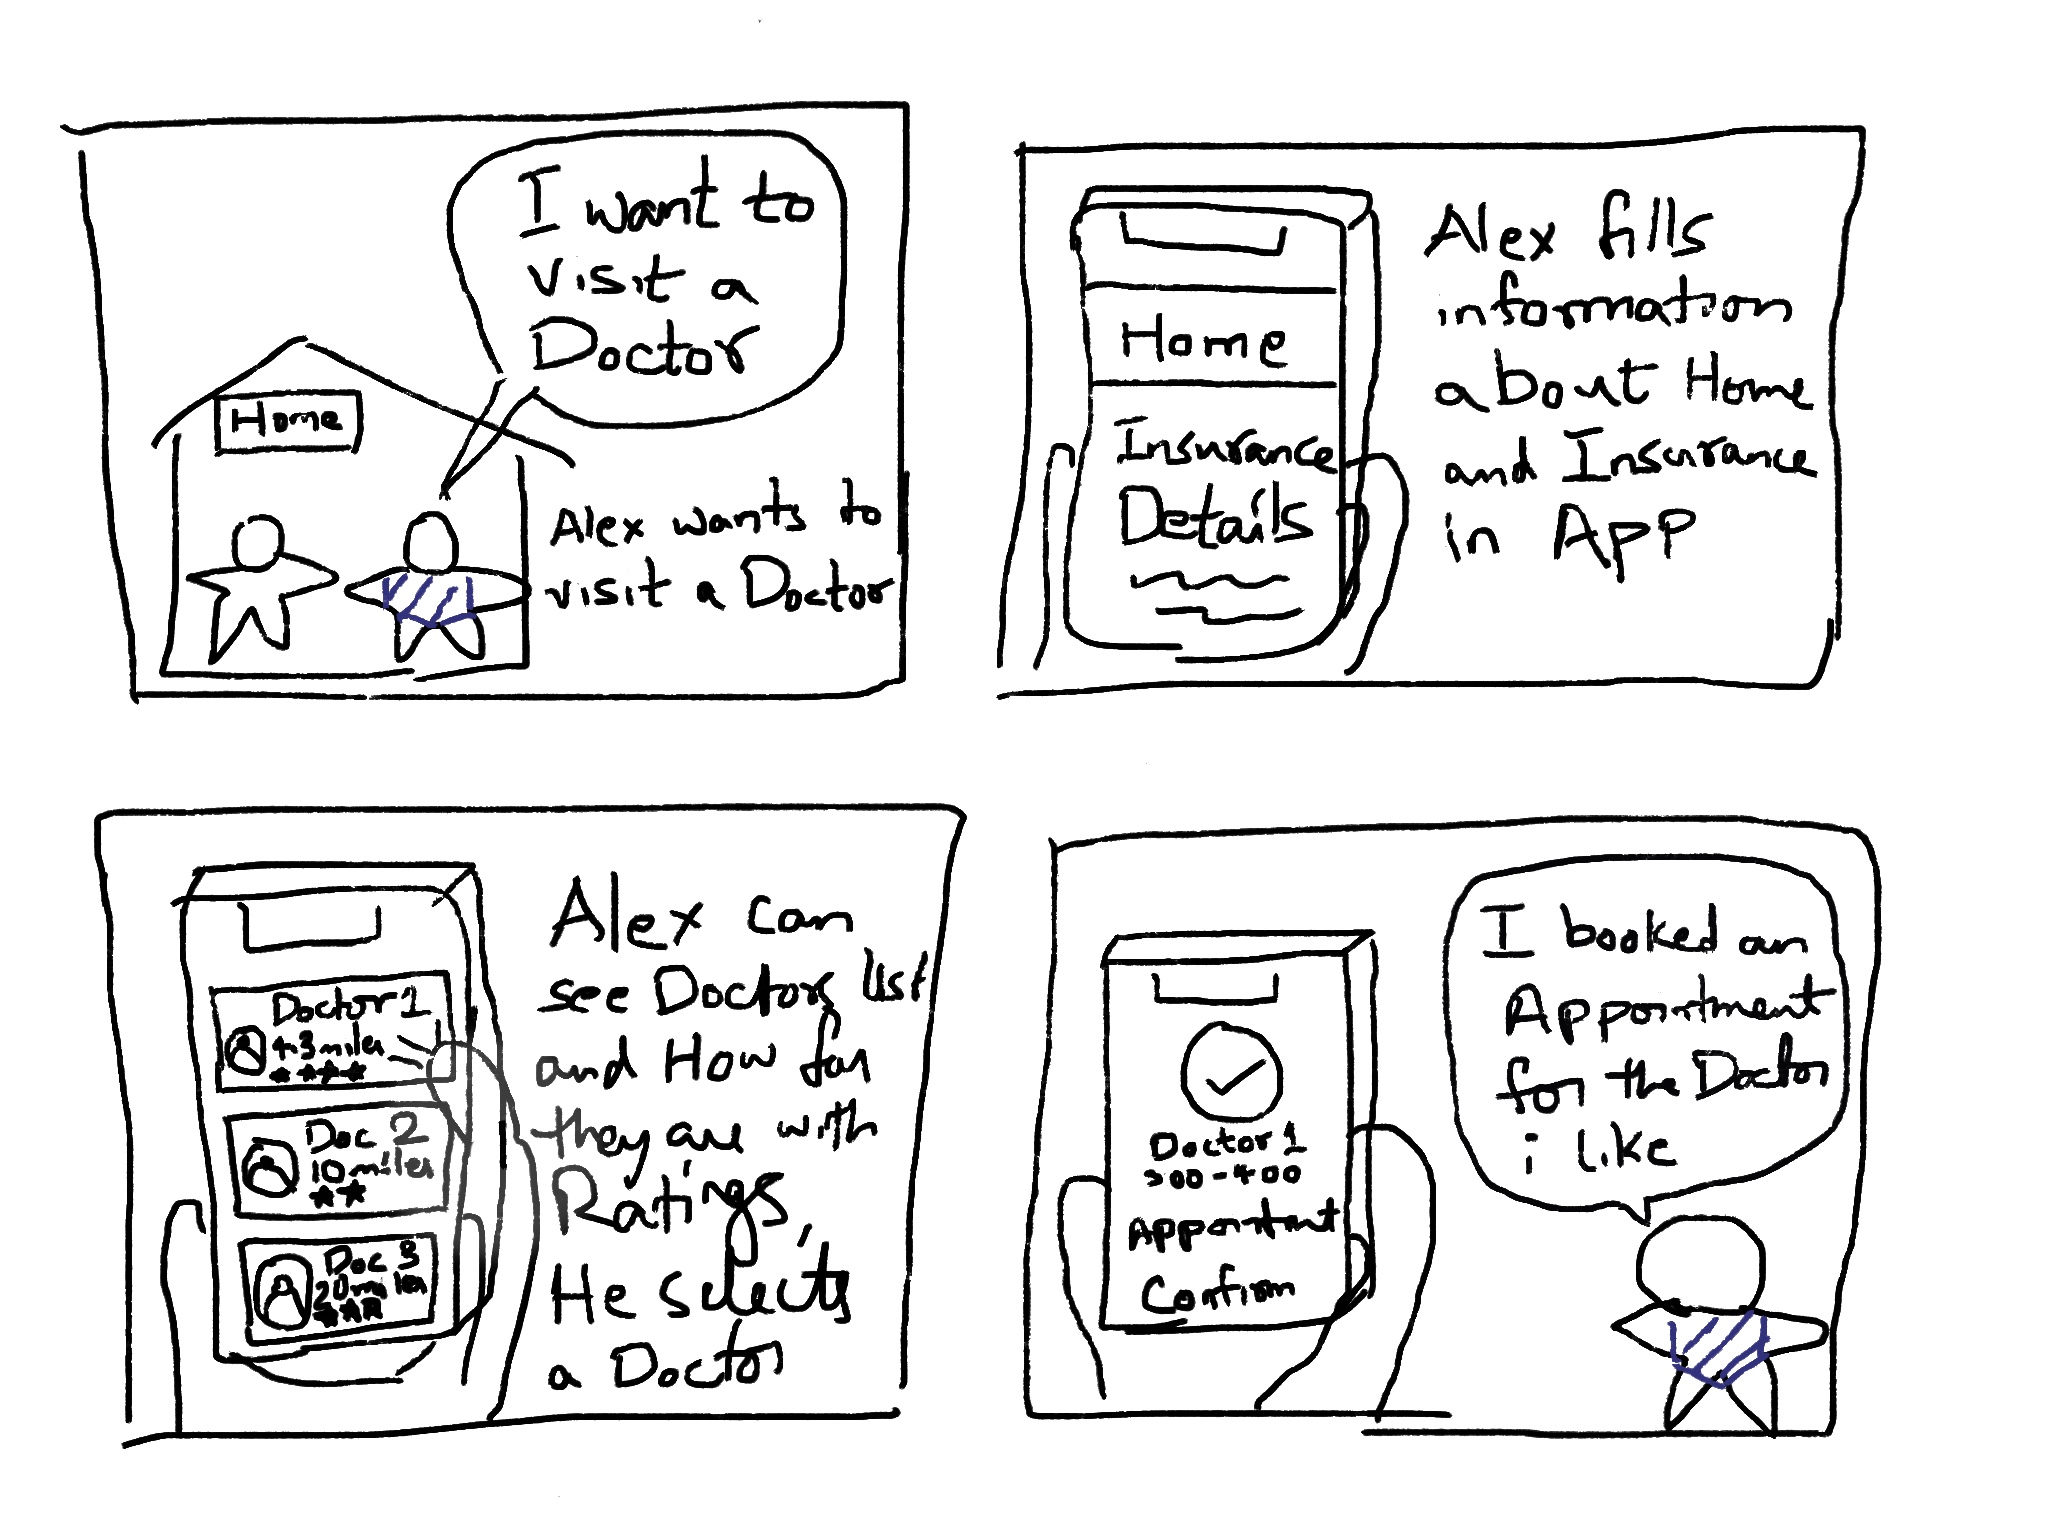 I want to
visit a
Doctor
Home
Alex wants to
visit a Doctor
Home
Insurance
Details
Alex fills
information
about Home
and Insurance
in App
Doctor 1
4.3 miles
Doc 2
10 miles
Doc 3
20 miles
Alex can
see Doctors list
and How far
they are with
Ratings,
He selects
a Doctor
Doctor 1
300-400
Appointment
Confirm
I booked an
Appointment
for the Doctor
i like